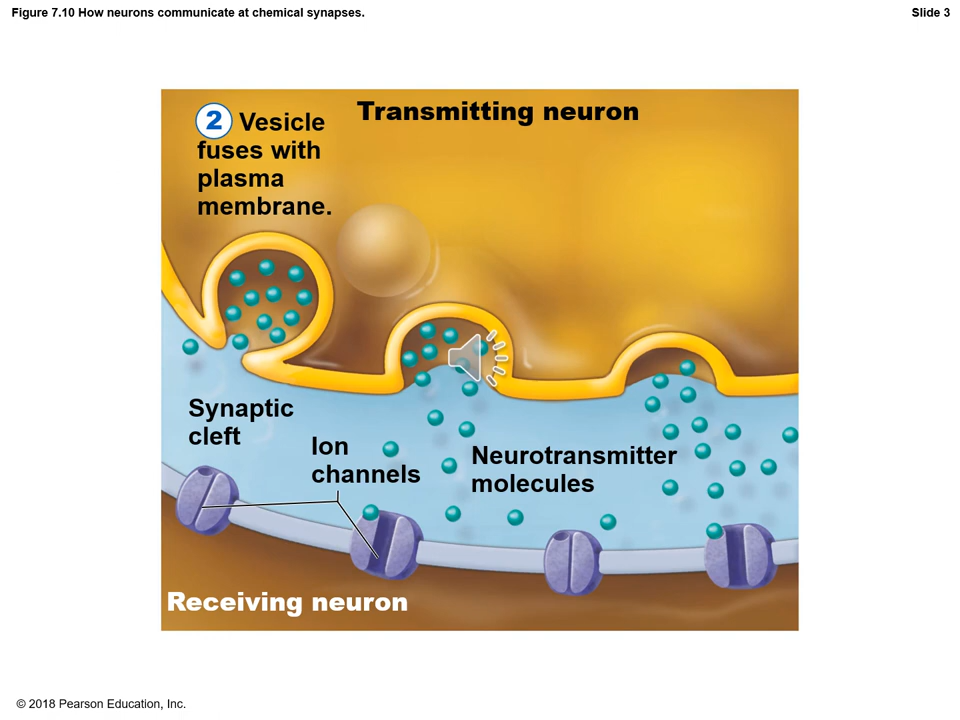 Figure 7.10 How neurons communicate at chemical synapses.
Slide 3
Transmitting neuron
2 Vesicle
fuses with
plasma
membrane.
Synaptic
cleft
Ion
channels
Neurotransmitter
molecules
Receiving neuron
© 2018 Pearson Education, Inc.